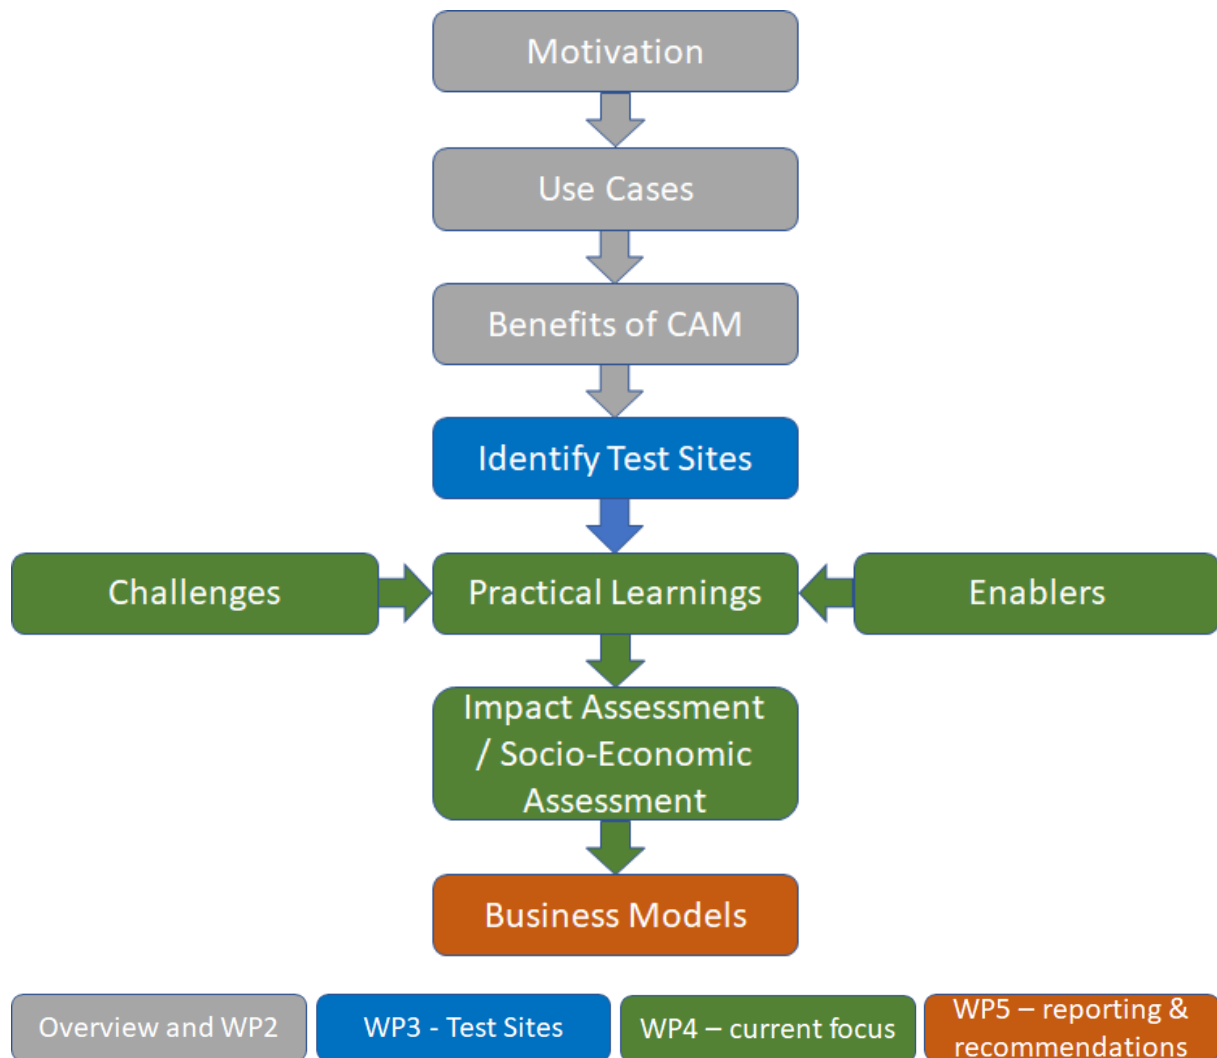 Motivation
Use Cases
Benefits of CAM
Identify Test Sites
Challenges
Practical Learnings
Enablers
Impact Assessment
/ Socio-Economic
Assessment
Business Models
Overview and WP2
WP3 - Test Sites
WP4 – current focus
WP5 – reporting &
recommendations